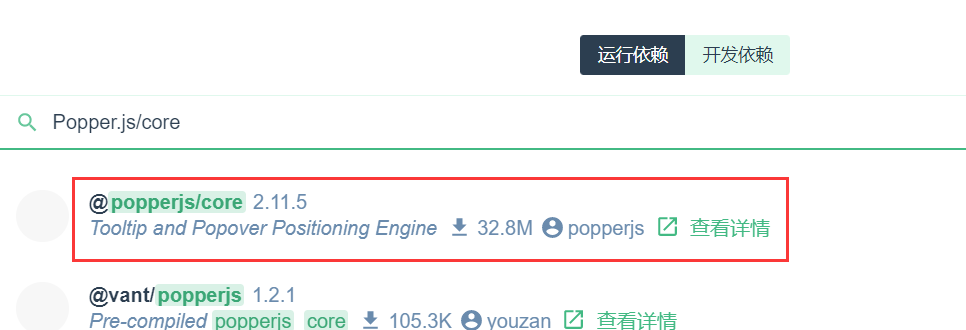 运行依赖 开发依赖
Popper.js/core
@popperjs/core 2.11.5
Tooltip and Popover Positioning Engine 32.8M popperjs 查看详情
@vant/popperjs 1.2.1
Pre-compiled popperjs core 105.3K youzan 查看详情